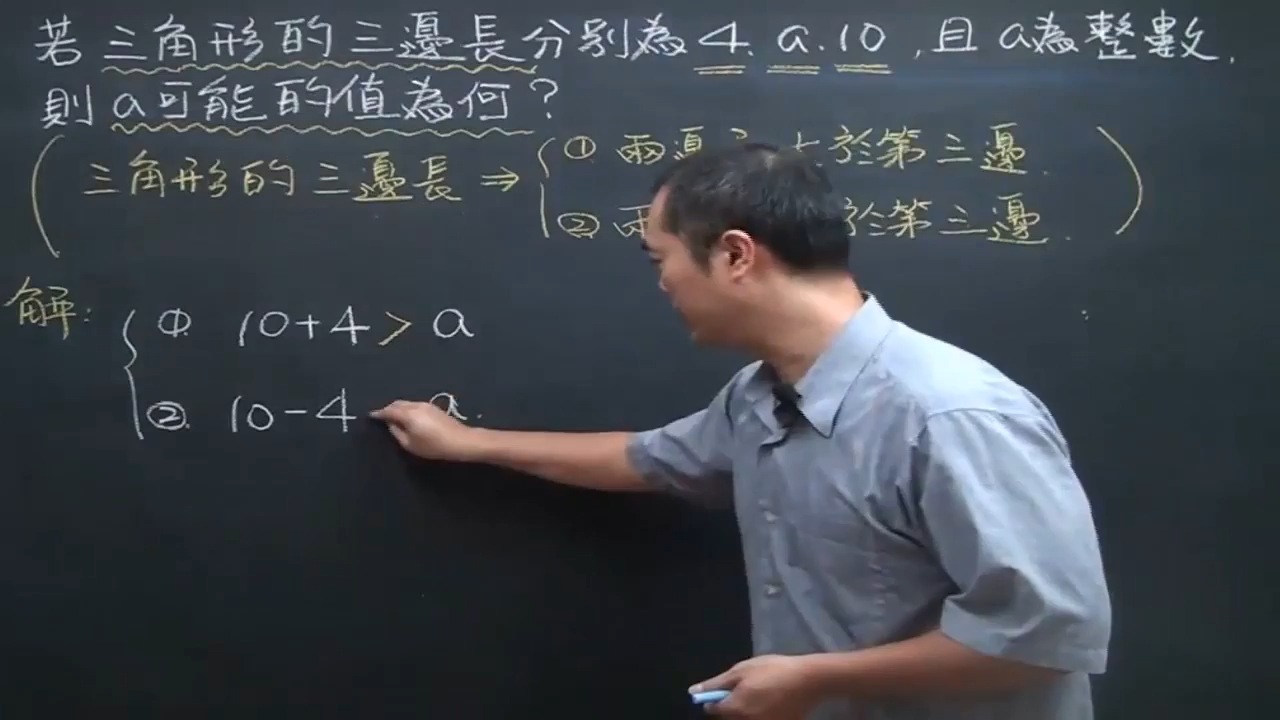 若三角形的三邊長分別為4、a、10,且a為整數,
則a可能的值為何?
(三角形的三邊長⇒{① 兩邊 大於第三邊.
② 兩 於第三邊.)
解:{① 10+4>a
② 10-4 a.